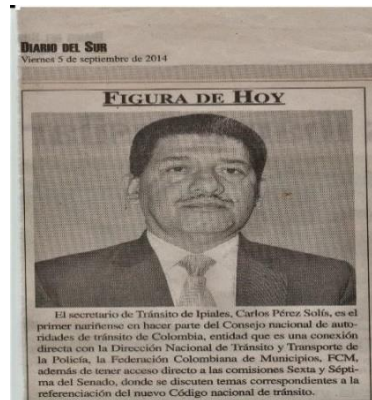 DIARIO DEL SUR
Viernes 5 de septiembre de 2014
FIGURA DE HOY
El secretario de Tránsito de Ipiales, Carlos Pérez Solís, es el
primer nariñense en hacer parte del Consejo nacional de auto-
ridades de tránsito de Colombia, entidad que es una conexión
directa con la Dirección Nacional de Tránsito y Transporte de
la Policía, la Federación Colombiana de Municipios, FCM,
además de tener acceso directo a las comisiones Sexta y Sépti-
ma del Senado, donde se discuten temas correspondientes a la
referenciación del nuevo Código nacional de tránsito.